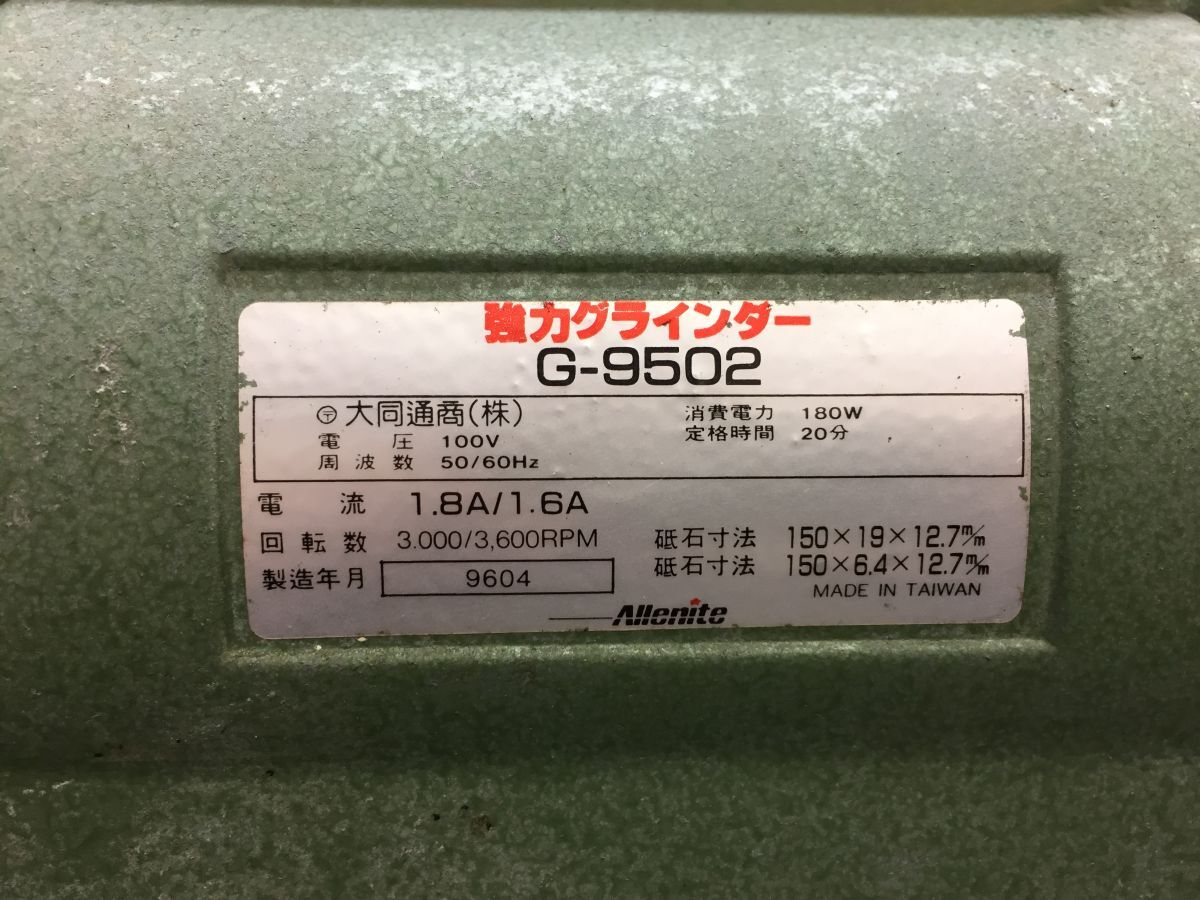 強力グラインダー
G-9502
〶 大同通商(株)
消費電力 180W
電圧 100V
定格時間 20分
周波数 50/60Hz
電流 1.8A/1.6A
回転数 3.000/3,600RPM
砥石寸法 150×19×12.7m/m
砥石寸法 150×6.4×12.7m/m
製造年月 9604
MADE IN TAIWAN
Allenite